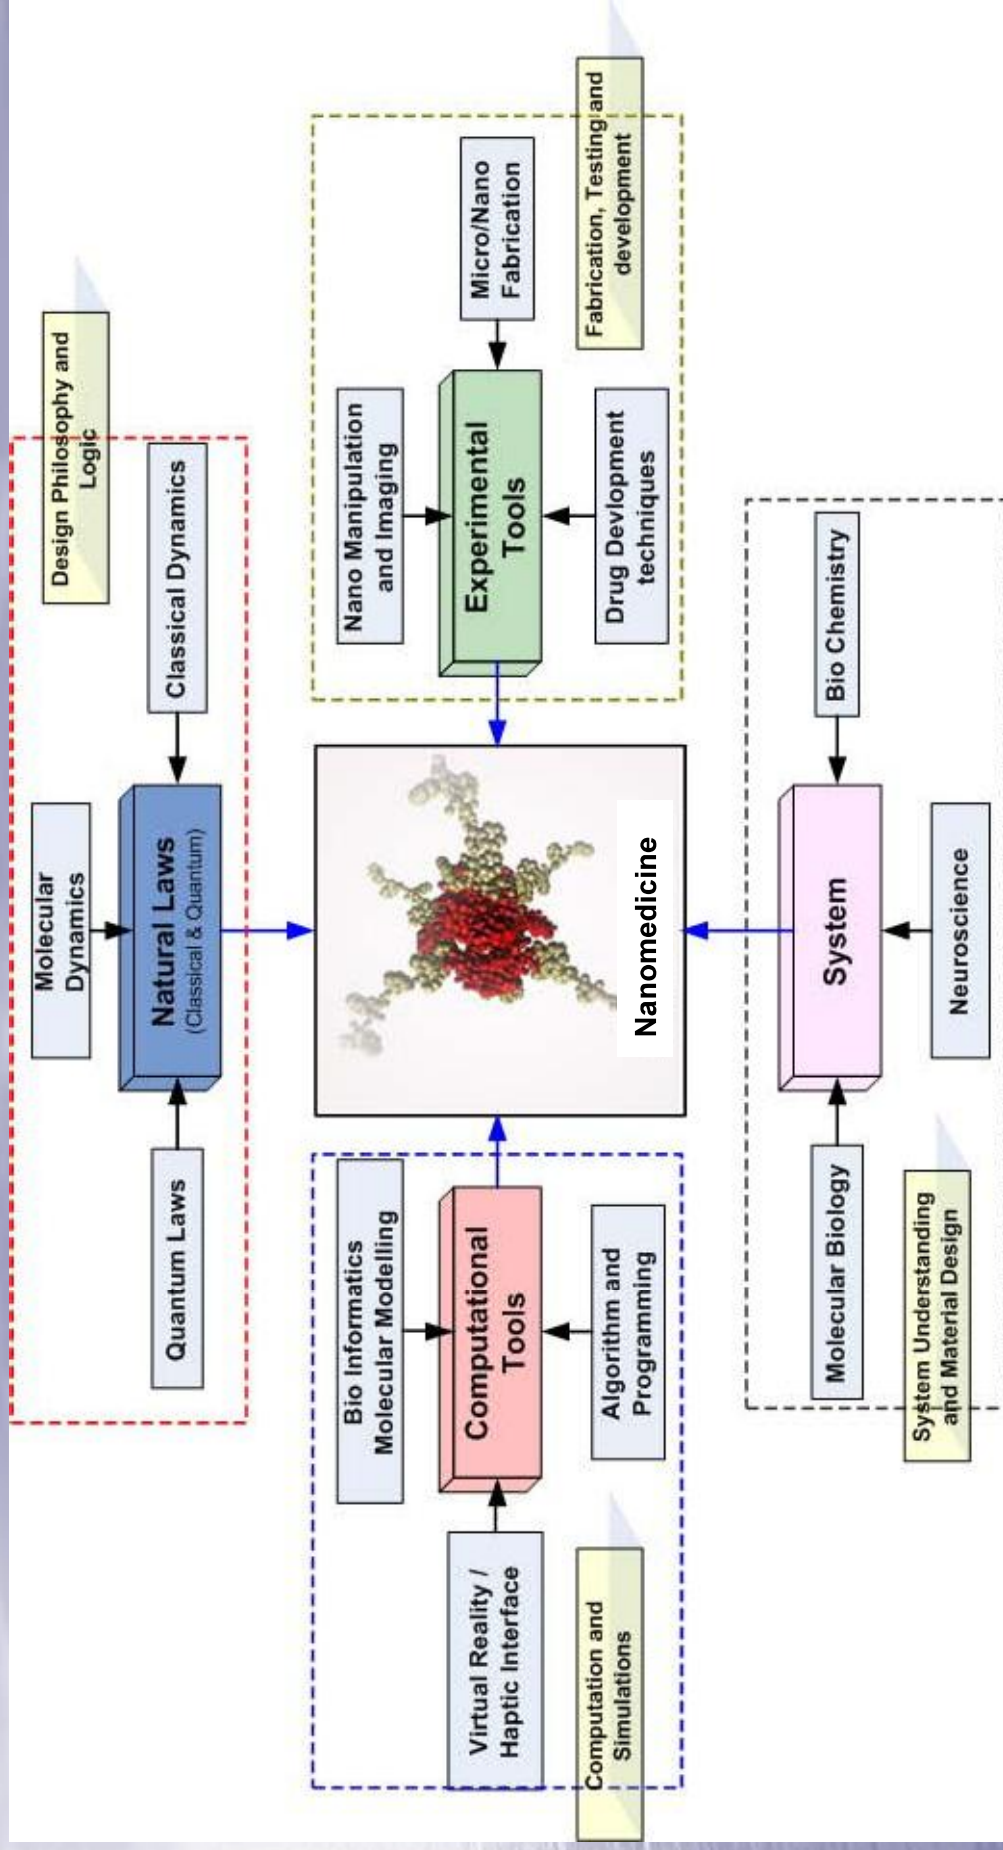 Design Philosophy and
Logic
Molecular
Dynamics
Quantum Laws
Natural Laws
(Classical & Quantum)
Classical Dynamics
Bio Informatics
Molecular Modelling
Virtual Reality /
Haptic Interface
Computational
Tools
Algorithm and
Programming
Computation and
Simulations
Nanomedicine
Nano Manipulation
and Imaging
Experimental
Tools
Micro/Nano
Fabrication
Drug Devlopment
techniques
Fabrication, Testing and
development
Molecular Biology
System
Bio Chemistry
Neuroscience
System Understanding
and Material Design